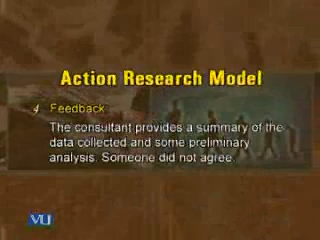 Action Research Model
4 Feedback
The consultant provides a summary of the
data collected and some preliminary
analysis. Someone did not agree.
VU